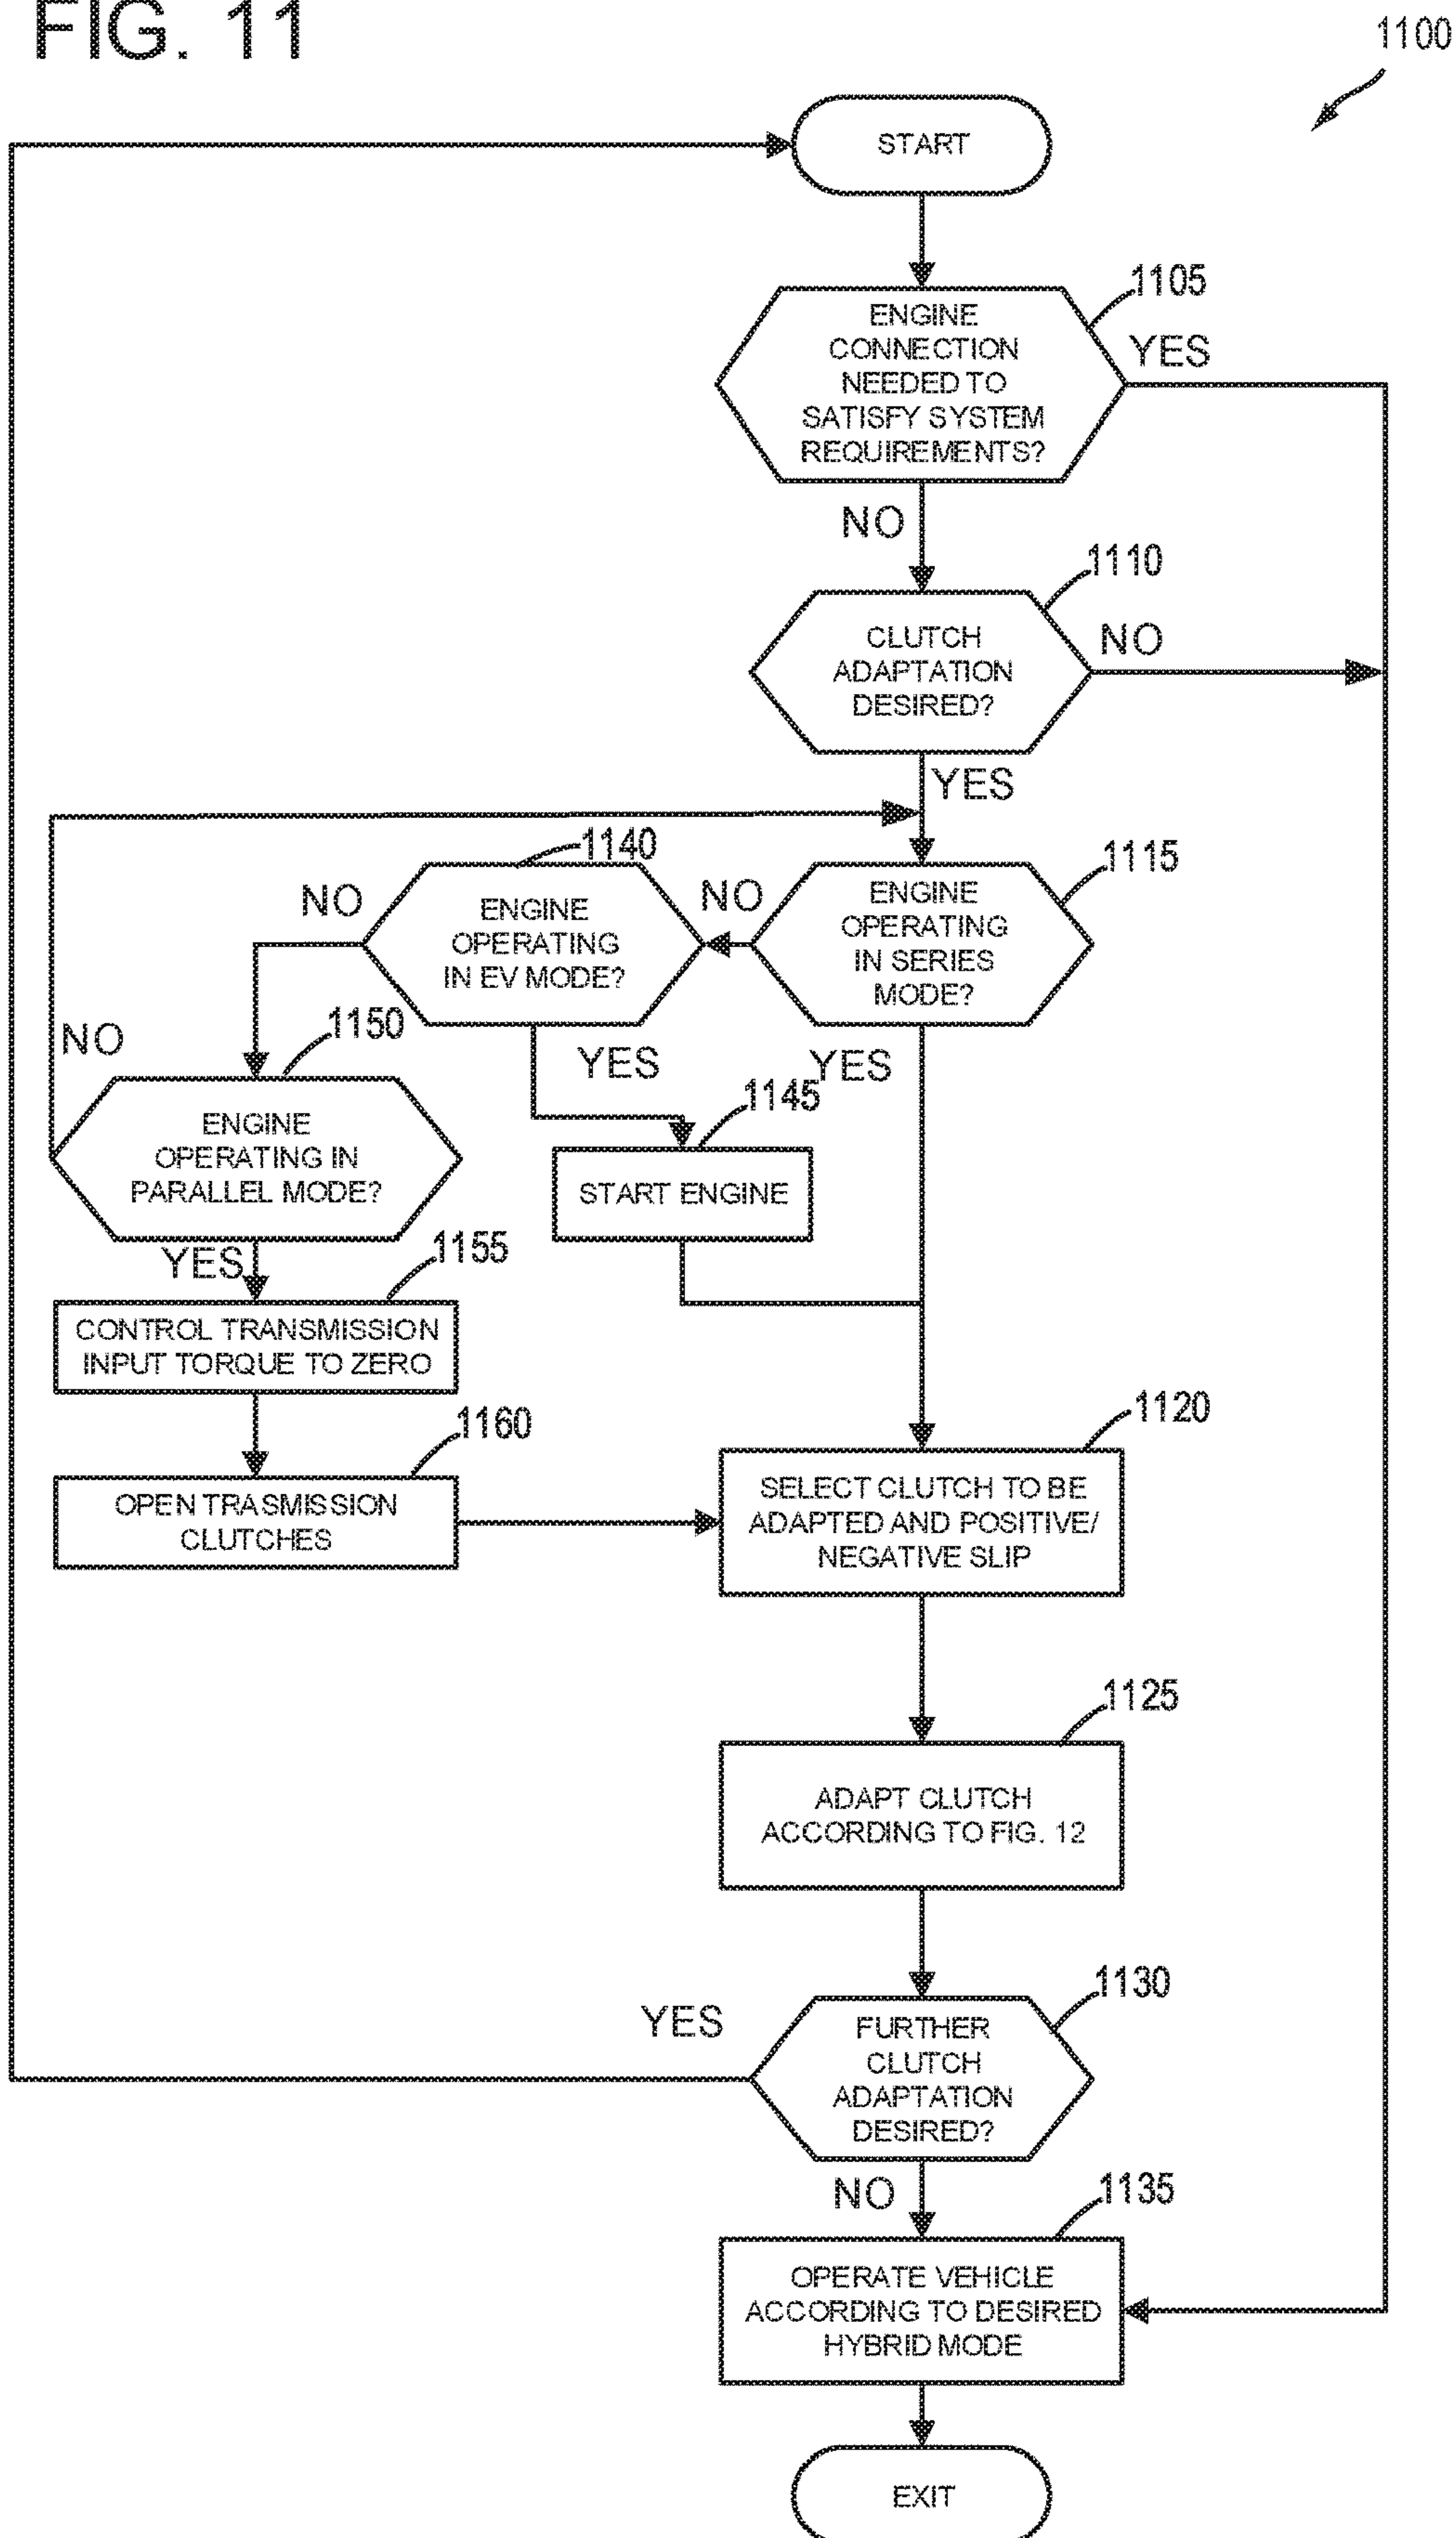 FIG. 11
1100
START
1105
ENGINE
CONNECTION
NEEDED TO
SATISFY SYSTEM
REQUIREMENTS?
YES
NO
1110
CLUTCH
ADAPTATION
DESIRED?
NO
YES
1115
ENGINE
OPERATING
IN SERIES
MODE?
NO
YES
1140
ENGINE
OPERATING
IN EV MODE?
NO
YES
1145
START ENGINE
1150
ENGINE
OPERATING IN
PARALLEL MODE?
NO
YES
1155
CONTROL TRANSMISSION
INPUT TORQUE TO ZERO
1160
OPEN TRASMISSION
CLUTCHES
1120
SELECT CLUTCH TO BE
ADAPTED AND POSITIVE/
NEGATIVE SLIP
1125
ADAPT CLUTCH
ACCORDING TO FIG. 12
1130
FURTHER
CLUTCH
ADAPTATION
DESIRED?
YES
NO
1135
OPERATE VEHICLE
ACCORDING TO DESIRED
HYBRID MODE
EXIT